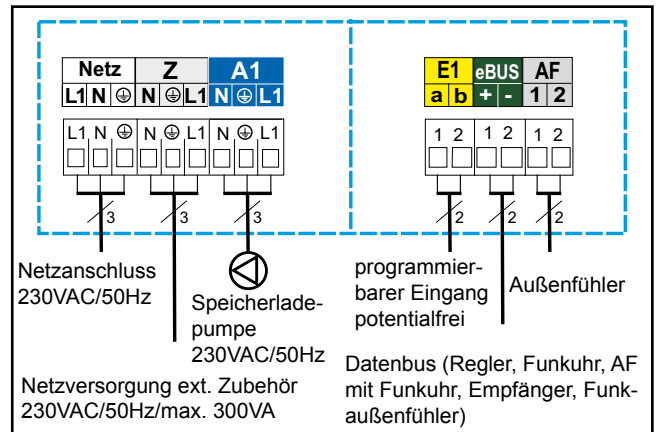 Netz Z A1
L1 N ⏚ N ⏚ L1 N ⏚ L1
L1 N ⏚ N ⏚ L1 N ⏚ L1
3 3 3
Netzanschluss
230VAC/50Hz
Speicherlade-
pumpe
230VAC/50Hz
Netzversorgung ext. Zubehör
230VAC/50Hz/max. 300VA
E1 eBUS AF
a b + - 1 2
1 2 1 2 1 2
2 2 2
programmier-
barer Eingang
potentialfrei
Außenfühler
Datenbus (Regler, Funkuhr, AF
mit Funkuhr, Empfänger, Funk-
außenfühler)